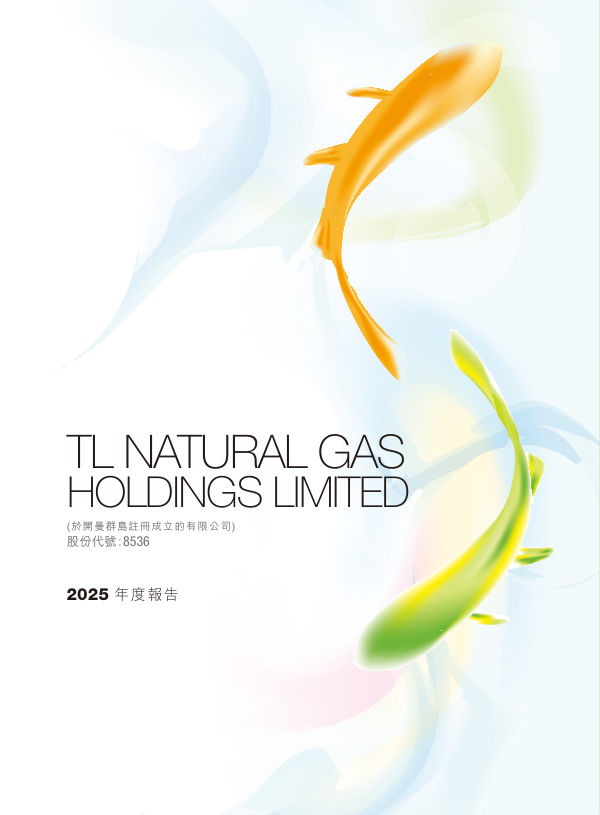 TL NATURAL GAS
HOLDINGS LIMITED
(於開曼群島註冊成立的有限公司)
股份代號:8536
2025 年度報告